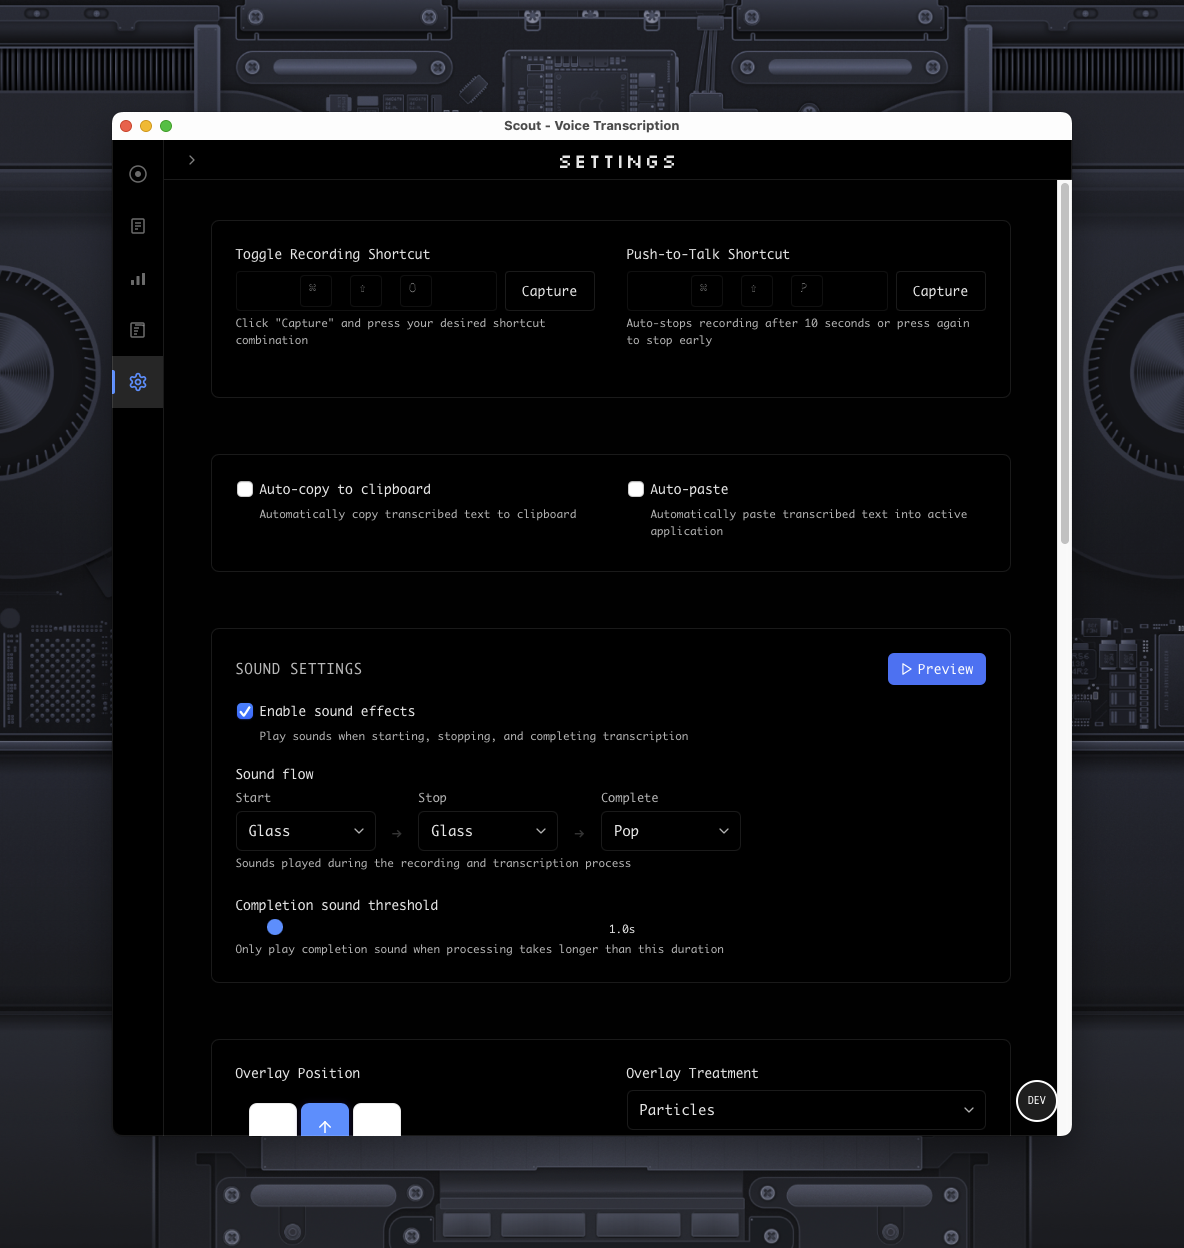 Scout - Voice Transcription
SETTINGS
Toggle Recording Shortcut
Push-to-Talk Shortcut
⌘ ⇧ O
Capture
⌘ ⇧ ?
Capture
Click "Capture" and press your desired shortcut
combination
Auto-stops recording after 10 seconds or press again
to stop early
Auto-copy to clipboard
Automatically copy transcribed text to clipboard
Auto-paste
Automatically paste transcribed text into active
application
SOUND SETTINGS
Preview
Enable sound effects
Play sounds when starting, stopping, and completing transcription
Sound flow
Start
Stop
Complete
Glass
→
Glass
→
Pop
Sounds played during the recording and transcription process
Completion sound threshold
1.0s
Only play completion sound when processing takes longer than this duration
Overlay Position
Overlay Treatment
Particles
DEV